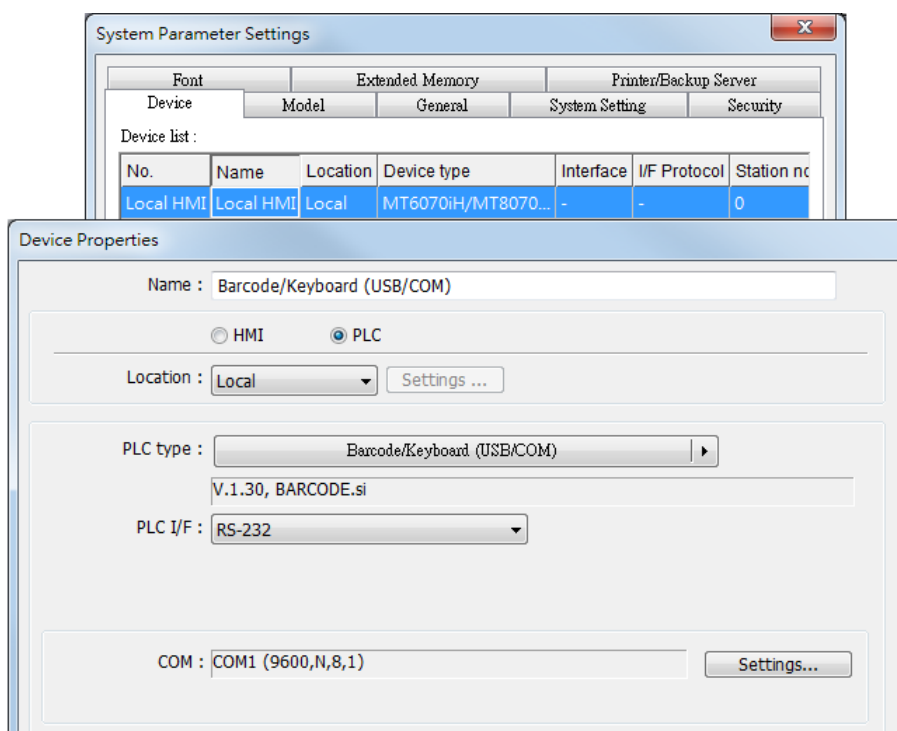 System Parameter Settings
Font Extended Memory Printer/Backup Server
Device Model General System Setting Security
Device list :
No. Name Location Device type Interface I/F Protocol Station no
Local HMI Local HMI Local MT6070iH/MT8070... - - 0
Device Properties
Name : Barcode/Keyboard (USB/COM)
HMI PLC
Location : Local Settings ...
PLC type : Barcode/Keyboard (USB/COM)
V.1.30, BARCODE.si
PLC I/F : RS-232
COM : COM1 (9600,N,8,1) Settings...